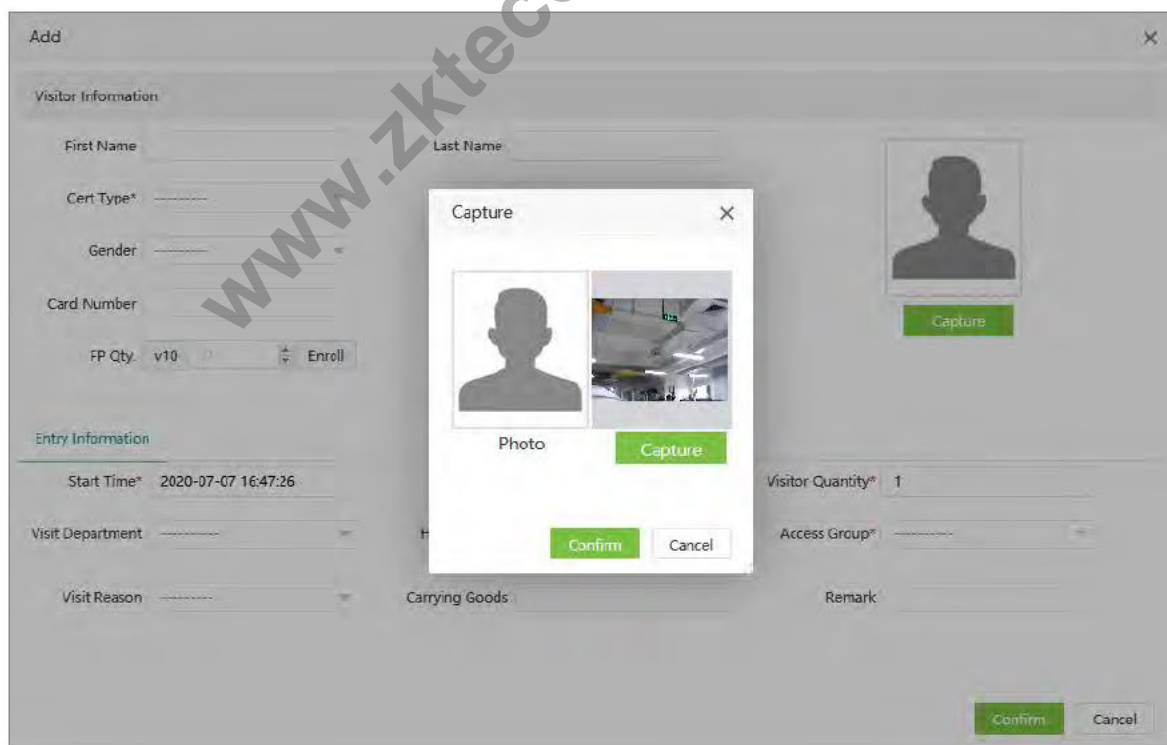 Add
Visitor Information
First Name
Last Name
Cert Type* ---------
Gender ---------
Card Number
FP Qty. v10 0 Enroll
Capture
Capture
Photo
Capture
Confirm Cancel
Entry Information
Start Time* 2020-07-07 16:47:26
Visitor Quantity* 1
Visit Department ---------
H
Access Group* ---------
Visit Reason ---------
Carrying Goods
Remark
Confirm Cancel
www.zktec